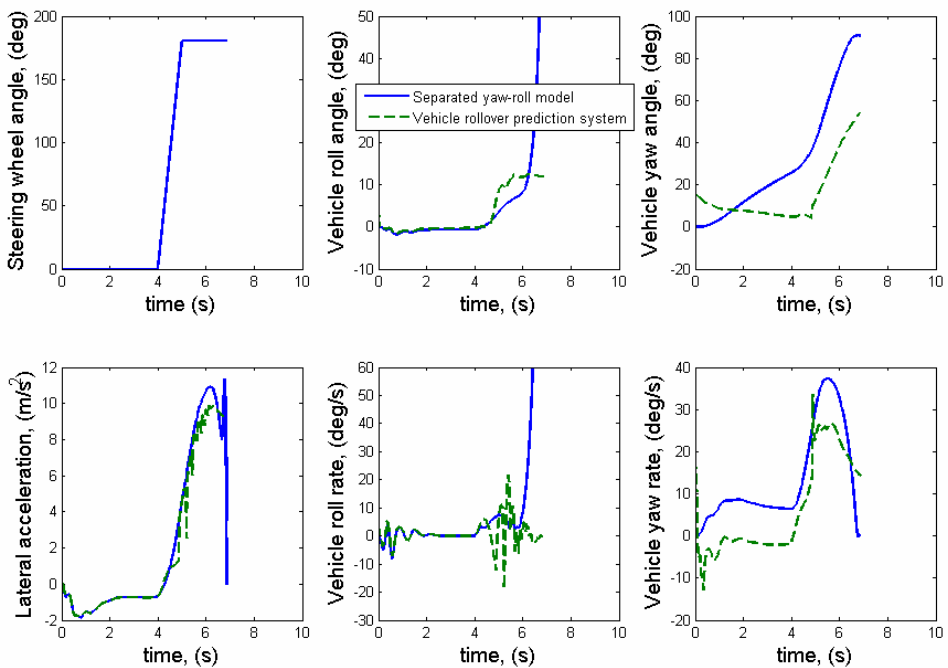 Steering wheel angle, (deg)
200
150
100
50
0
0 2 4 6 8 10
time (s)
Vehicle roll angle, (deg)
50
40
30
20
10
0
-10
0 2 4 6 8 10
time, (s)
Separated yaw-roll model
Vehicle rollover prediction system
Vehicle yaw angle, (deg)
100
80
60
40
20
0
-20
0 2 4 6 8 10
time, (s)
Lateral acceleration, (m/s²)
12
10
8
6
4
2
0
-2
0 2 4 6 8 10
time, (s)
Vehicle roll rate, (deg/s)
60
50
40
30
20
10
0
-10
-20
-30
0 2 4 6 8 10
time, (s)
Vehicle yaw rate, (deg/s)
40
30
20
10
0
-10
-20
0 2 4 6 8 10
time, (s)